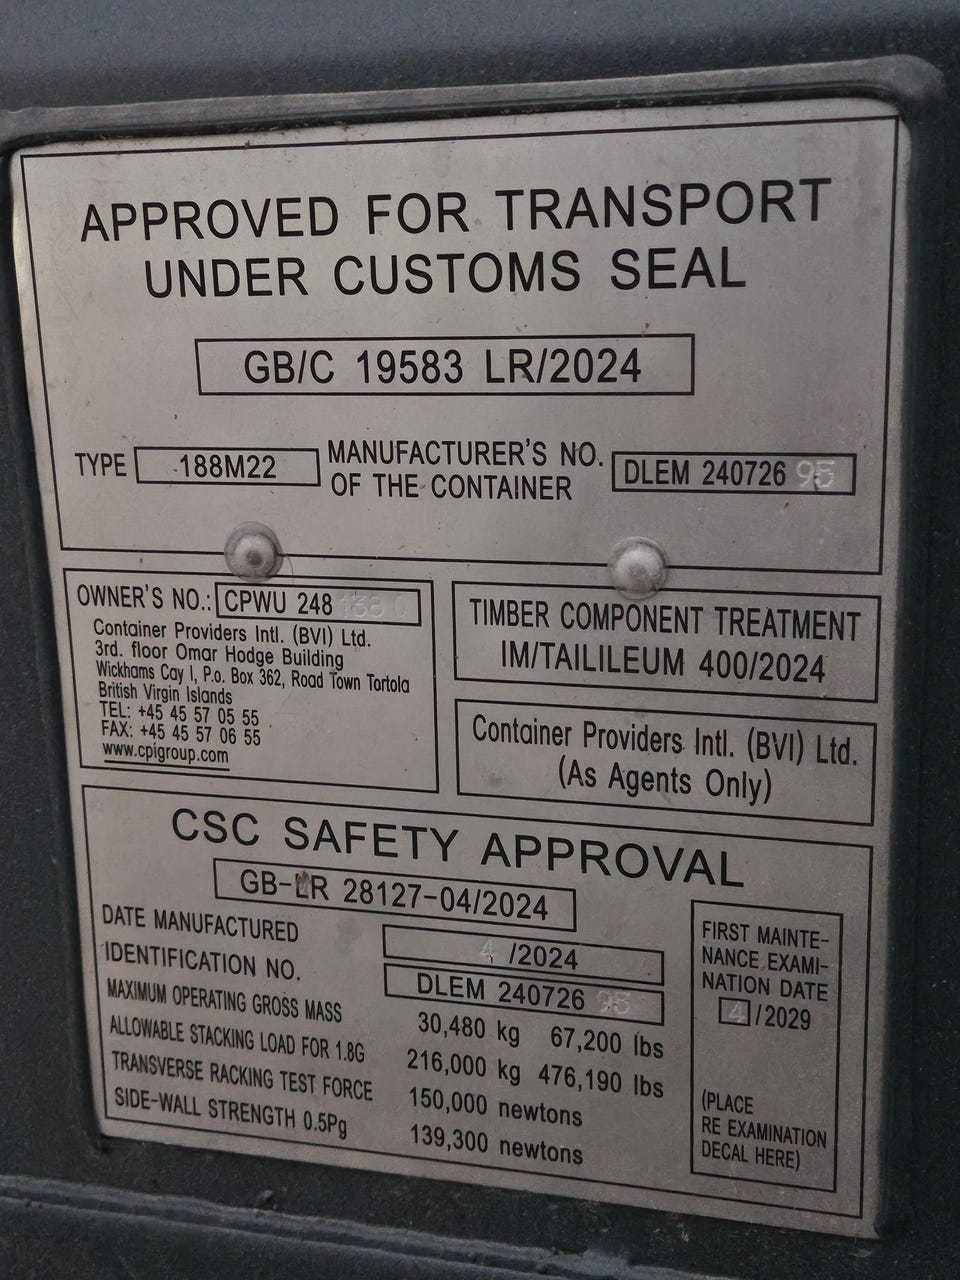 APPROVED FOR TRANSPORT
UNDER CUSTOMS SEAL
GB/C 19583 LR/2024
TYPE 188M22 MANUFACTURER'S NO. OF THE CONTAINER DLEM 240726 95
OWNER'S NO.: CPWU 248
Container Providers Intl. (BVI) Ltd.
3rd. floor Omar Hodge Building
Wickhams Cay I, P.o. Box 362, Road Town Tortola
British Virgin Islands
TEL: +45 45 57 05 55
FAX: +45 45 57 06 55
www.cpigroup.com
TIMBER COMPONENT TREATMENT
IM/TAILILEUM 400/2024
Container Providers Intl. (BVI) Ltd.
(As Agents Only)
CSC SAFETY APPROVAL
GB-LR 28127-04/2024
DATE MANUFACTURED 4 /2024
IDENTIFICATION NO. DLEM 240726 95
MAXIMUM OPERATING GROSS MASS 30,480 kg 67,200 lbs
ALLOWABLE STACKING LOAD FOR 1.8G 216,000 kg 476,190 lbs
TRANSVERSE RACKING TEST FORCE 150,000 newtons
SIDE-WALL STRENGTH 0.5Pg 139,300 newtons
FIRST MAINTE-
NANCE EXAMI-
NATION DATE
4 /2029
(PLACE
RE EXAMINATION
DECAL HERE)